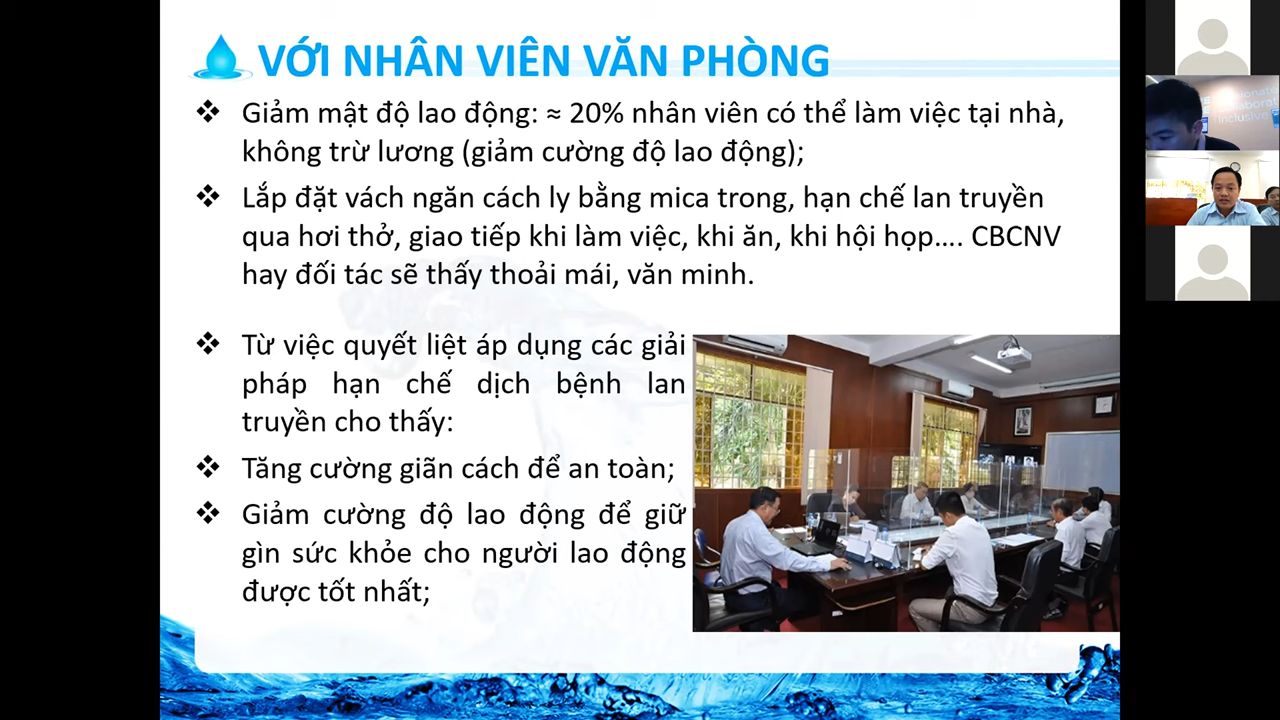 VỚI NHÂN VIÊN VĂN PHÒNG
❖ Giảm mật độ lao động: ≈ 20% nhân viên có thể làm việc tại nhà,
không trừ lương (giảm cường độ lao động);
❖ Lắp đặt vách ngăn cách ly bằng mica trong, hạn chế lan truyền
qua hơi thở, giao tiếp khi làm việc, khi ăn, khi hội họp…. CBCNV
hay đối tác sẽ thấy thoải mái, văn minh.
❖ Từ việc quyết liệt áp dụng các giải
pháp hạn chế dịch bệnh lan
truyền cho thấy:
❖ Tăng cường giãn cách để an toàn;
❖ Giảm cường độ lao động để giữ
gìn sức khỏe cho người lao động
được tốt nhất;